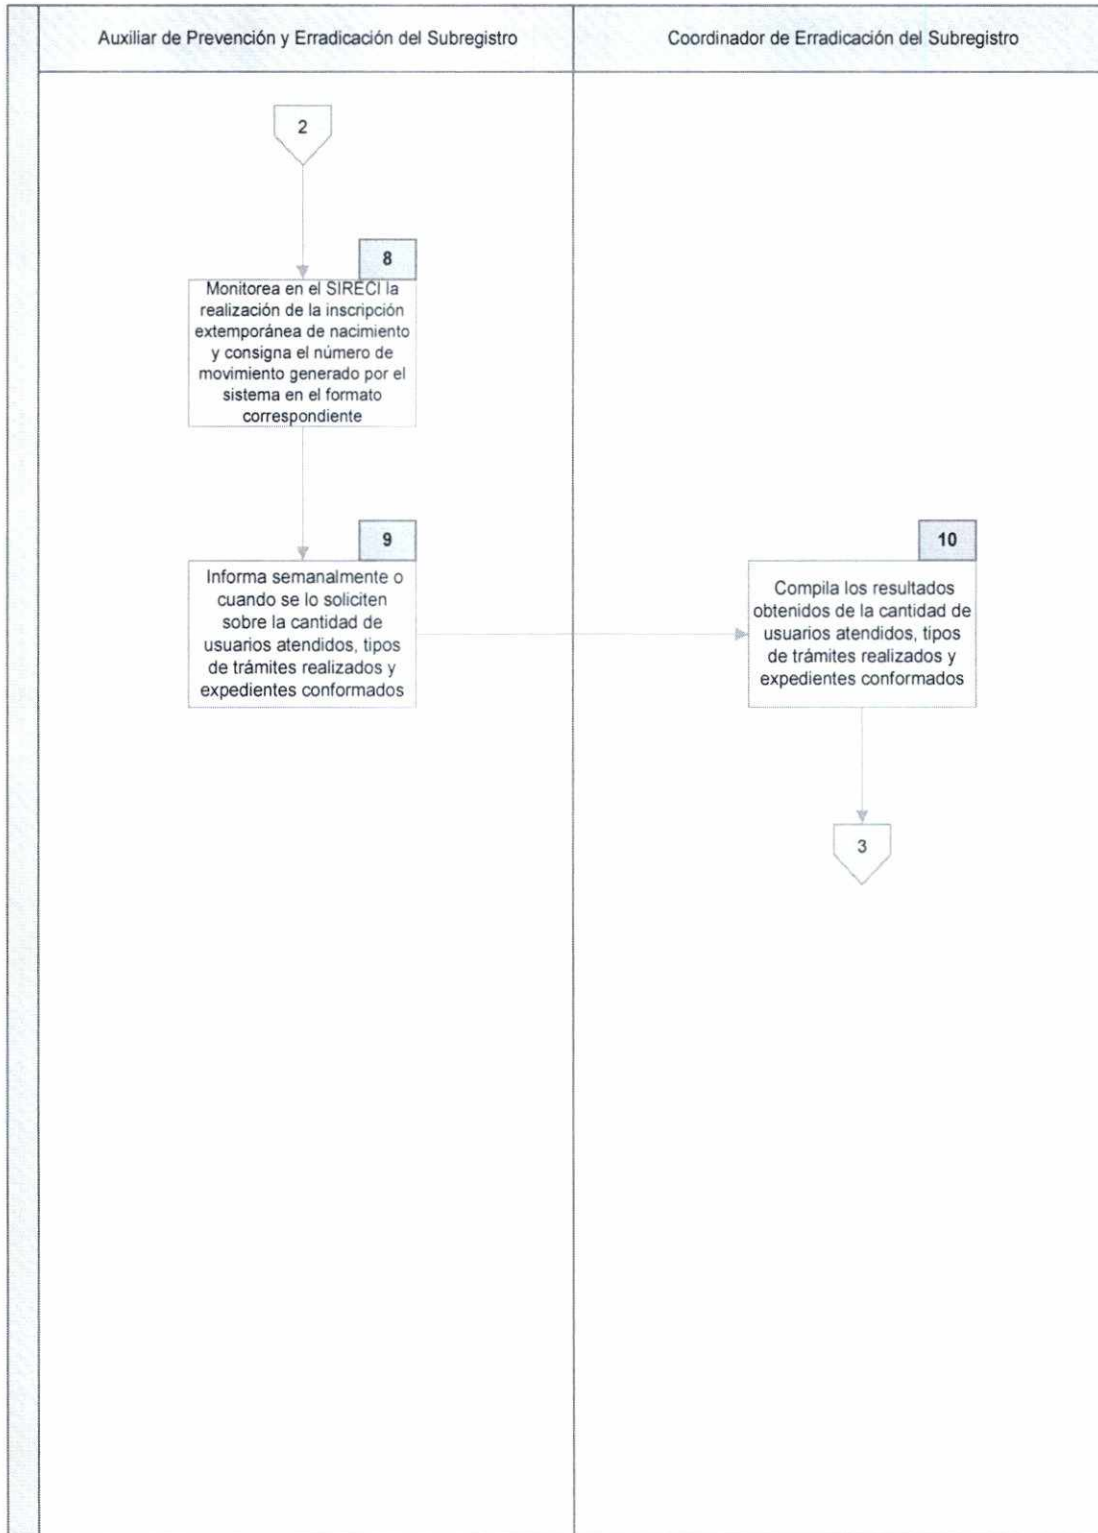 Auxiliar de Prevención y Erradicación del Subregistro
Coordinador de Erradicación del Subregistro
2
8
Monitorea en el SIRECI la
realización de la inscripción
extemporánea de nacimiento
y consigna el número de
movimiento generado por el
sistema en el formato
correspondiente
9
Informa semanalmente o
cuando se lo soliciten
sobre la cantidad de
usuarios atendidos, tipos
de trámites realizados y
expedientes conformados
10
Compila los resultados
obtenidos de la cantidad de
usuarios atendidos, tipos
de trámites realizados y
expedientes conformados
3